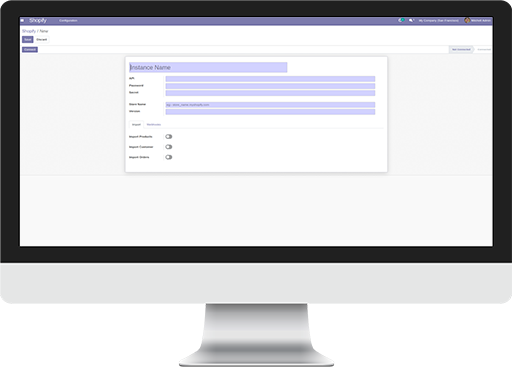 Shopify
Configuration
My Company (San Francisco)
Mitchell Admin
Shopify / New
Save
Discard
Connect
Not Connected
Connected
Instance Name
API
Password
Secret
Store Name
Version
Import
Webhooks
Import Products
Import Customer
Import Orders